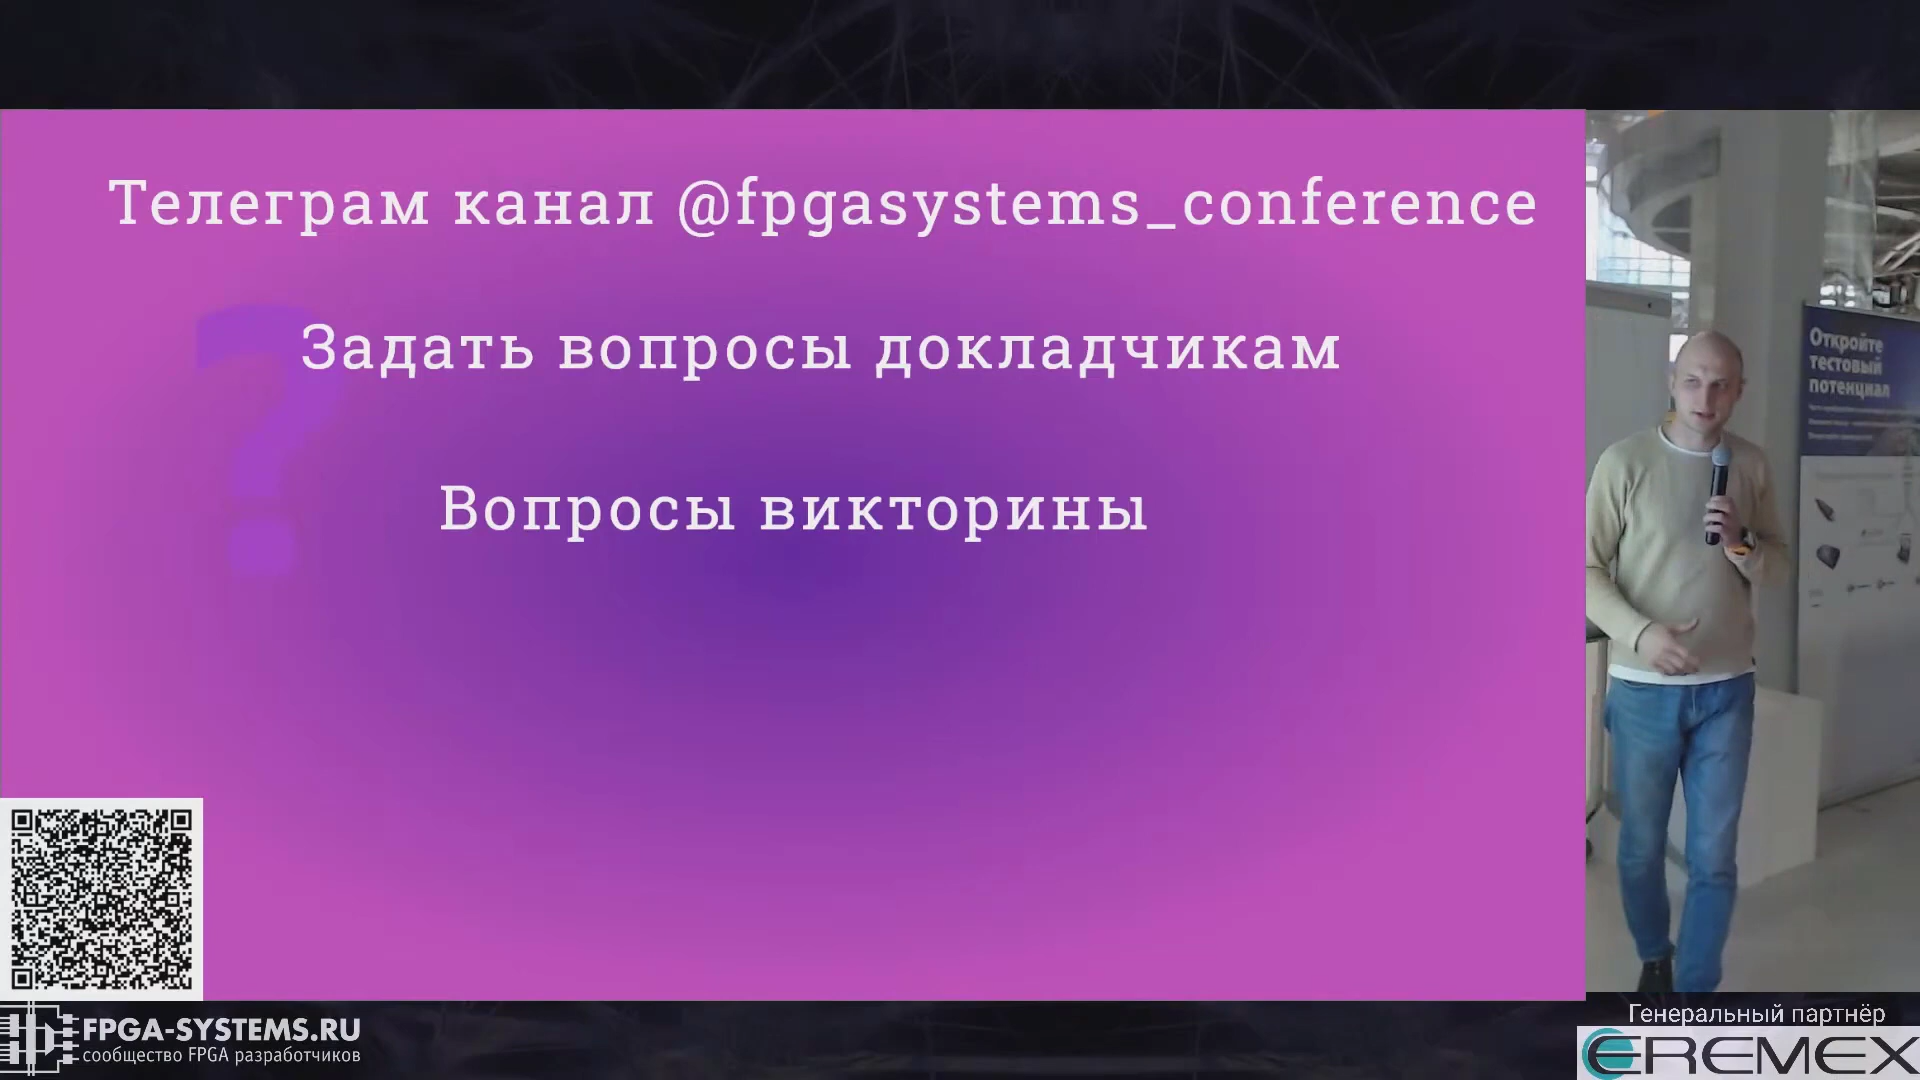 Телеграм канал @fpgasystems_conference
Задать вопросы докладчикам
?
Вопросы викторины
Откройте
тестовый
потенциал
FPGA-SYSTEMS.RU
сообщество FPGA разработчиков
Генеральный партнёр
EREMEX